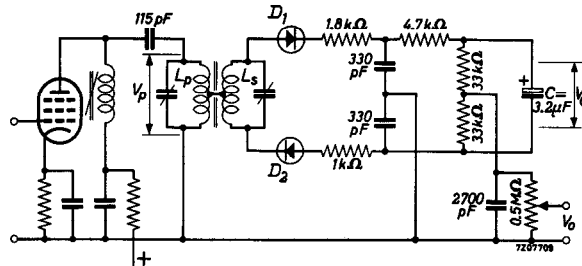 115pF
D1
1.8kΩ
4.7kΩ
Vp
Lp
Ls
330
pF
33kΩ
+
C=
3.2μF
330
pF
33kΩ
D2
1kΩ
2700
pF
0.5MΩ
Vo
+
7Z07709